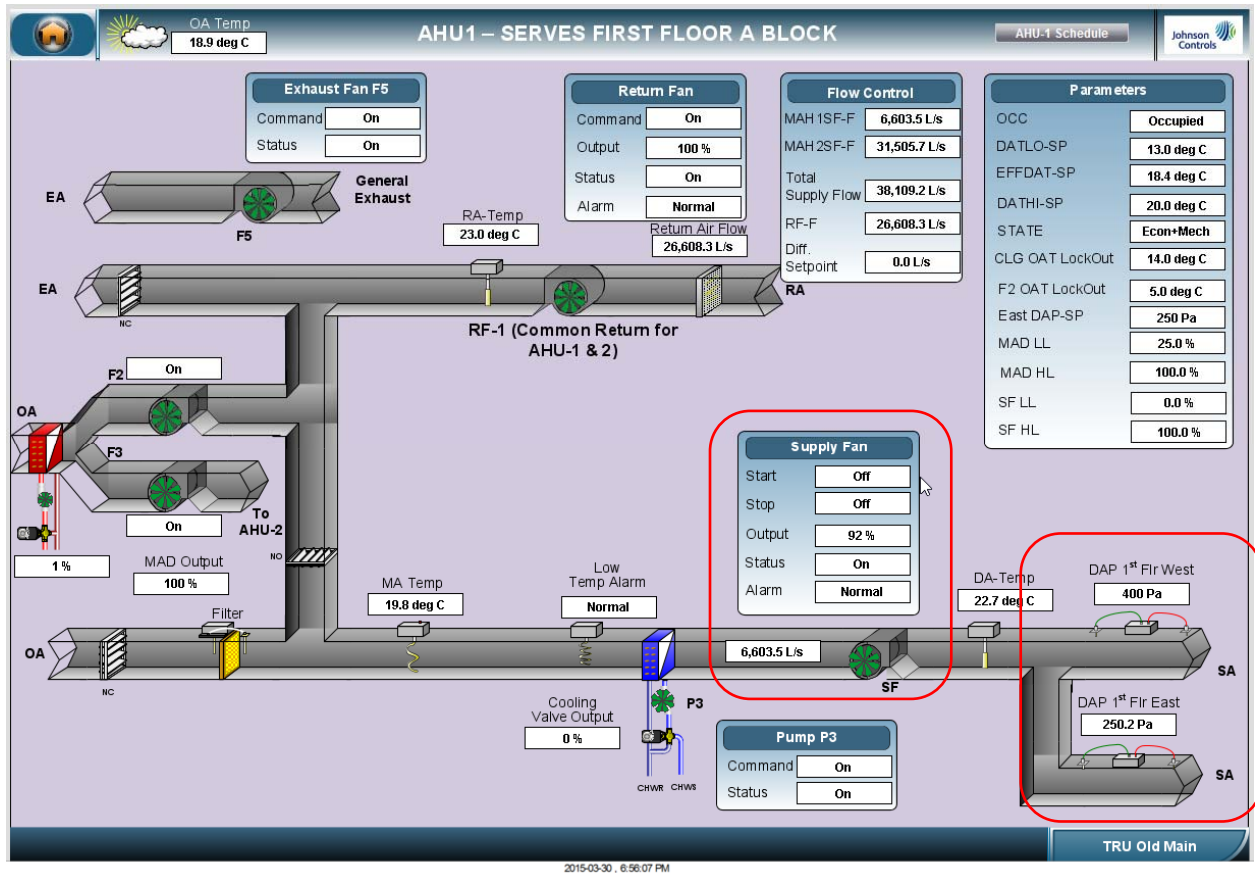 OA Temp
18.9 deg C
AHU1 – SERVES FIRST FLOOR A BLOCK
AHU-1 Schedule
Johnson
Controls
Exhaust Fan F5
Command On
Status On
Return Fan
Command On
Output 100 %
Status On
Alarm Normal
Flow Control
MAH 1SF-F 6,603.5 L/s
MAH 2SF-F 31,505.7 L/s
Total
Supply Flow 38,109.2 L/s
RF-F 26,608.3 L/s
Diff.
Setpoint 0.0 L/s
Parameters
OCC Occupied
DATLO-SP 13.0 deg C
EFFDAT-SP 18.4 deg C
DATHI-SP 20.0 deg C
STATE Econ+Mech
CLG OAT LockOut 14.0 deg C
F2 OAT LockOut 5.0 deg C
East DAP-SP 250 Pa
MAD LL 25.0 %
MAD HL 100.0 %
SF LL 0.0 %
SF HL 100.0 %
EA
General
Exhaust
F5
RA-Temp
23.0 deg C
Return Air Flow
26,608.3 L/s
EA
NC
RA
RF-1 (Common Return for
AHU-1 & 2)
F2
On
OA
F3
On
To
AHU-2
1 %
MAD Output
100 %
NO
Filter
OA
NC
MA Temp
19.8 deg C
Low
Temp Alarm
Normal
Supply Fan
Start Off
Stop Off
Output 92 %
Status On
Alarm Normal
6,603.5 L/s
SF
DA-Temp
22.7 deg C
DAP 1st Flr West
400 Pa
SA
DAP 1st Flr East
250.2 Pa
SA
Cooling
Valve Output
0 %
P3
CHWR CHWS
Pump P3
Command On
Status On
TRU Old Main
2015-03-30 , 6:56:07 PM